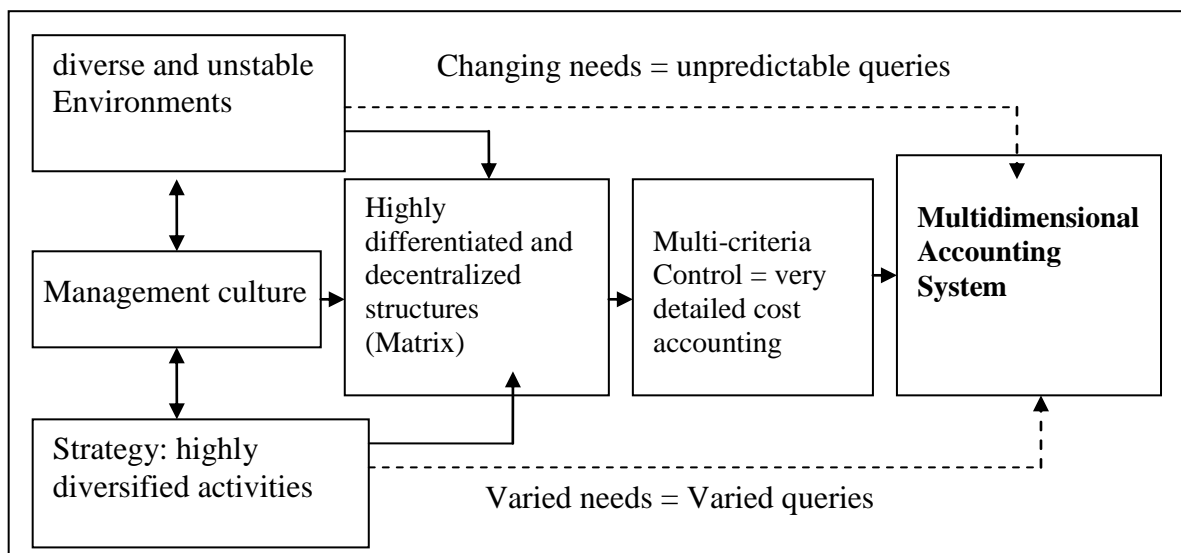 diverse and unstable
Environments
Changing needs = unpredictable queries
Management culture
Highly
differentiated and
decentralized
structures
(Matrix)
Multi-criteria
Control = very
detailed cost
accounting
Multidimensional
Accounting
System
Strategy: highly
diversified activities
Varied needs = Varied queries